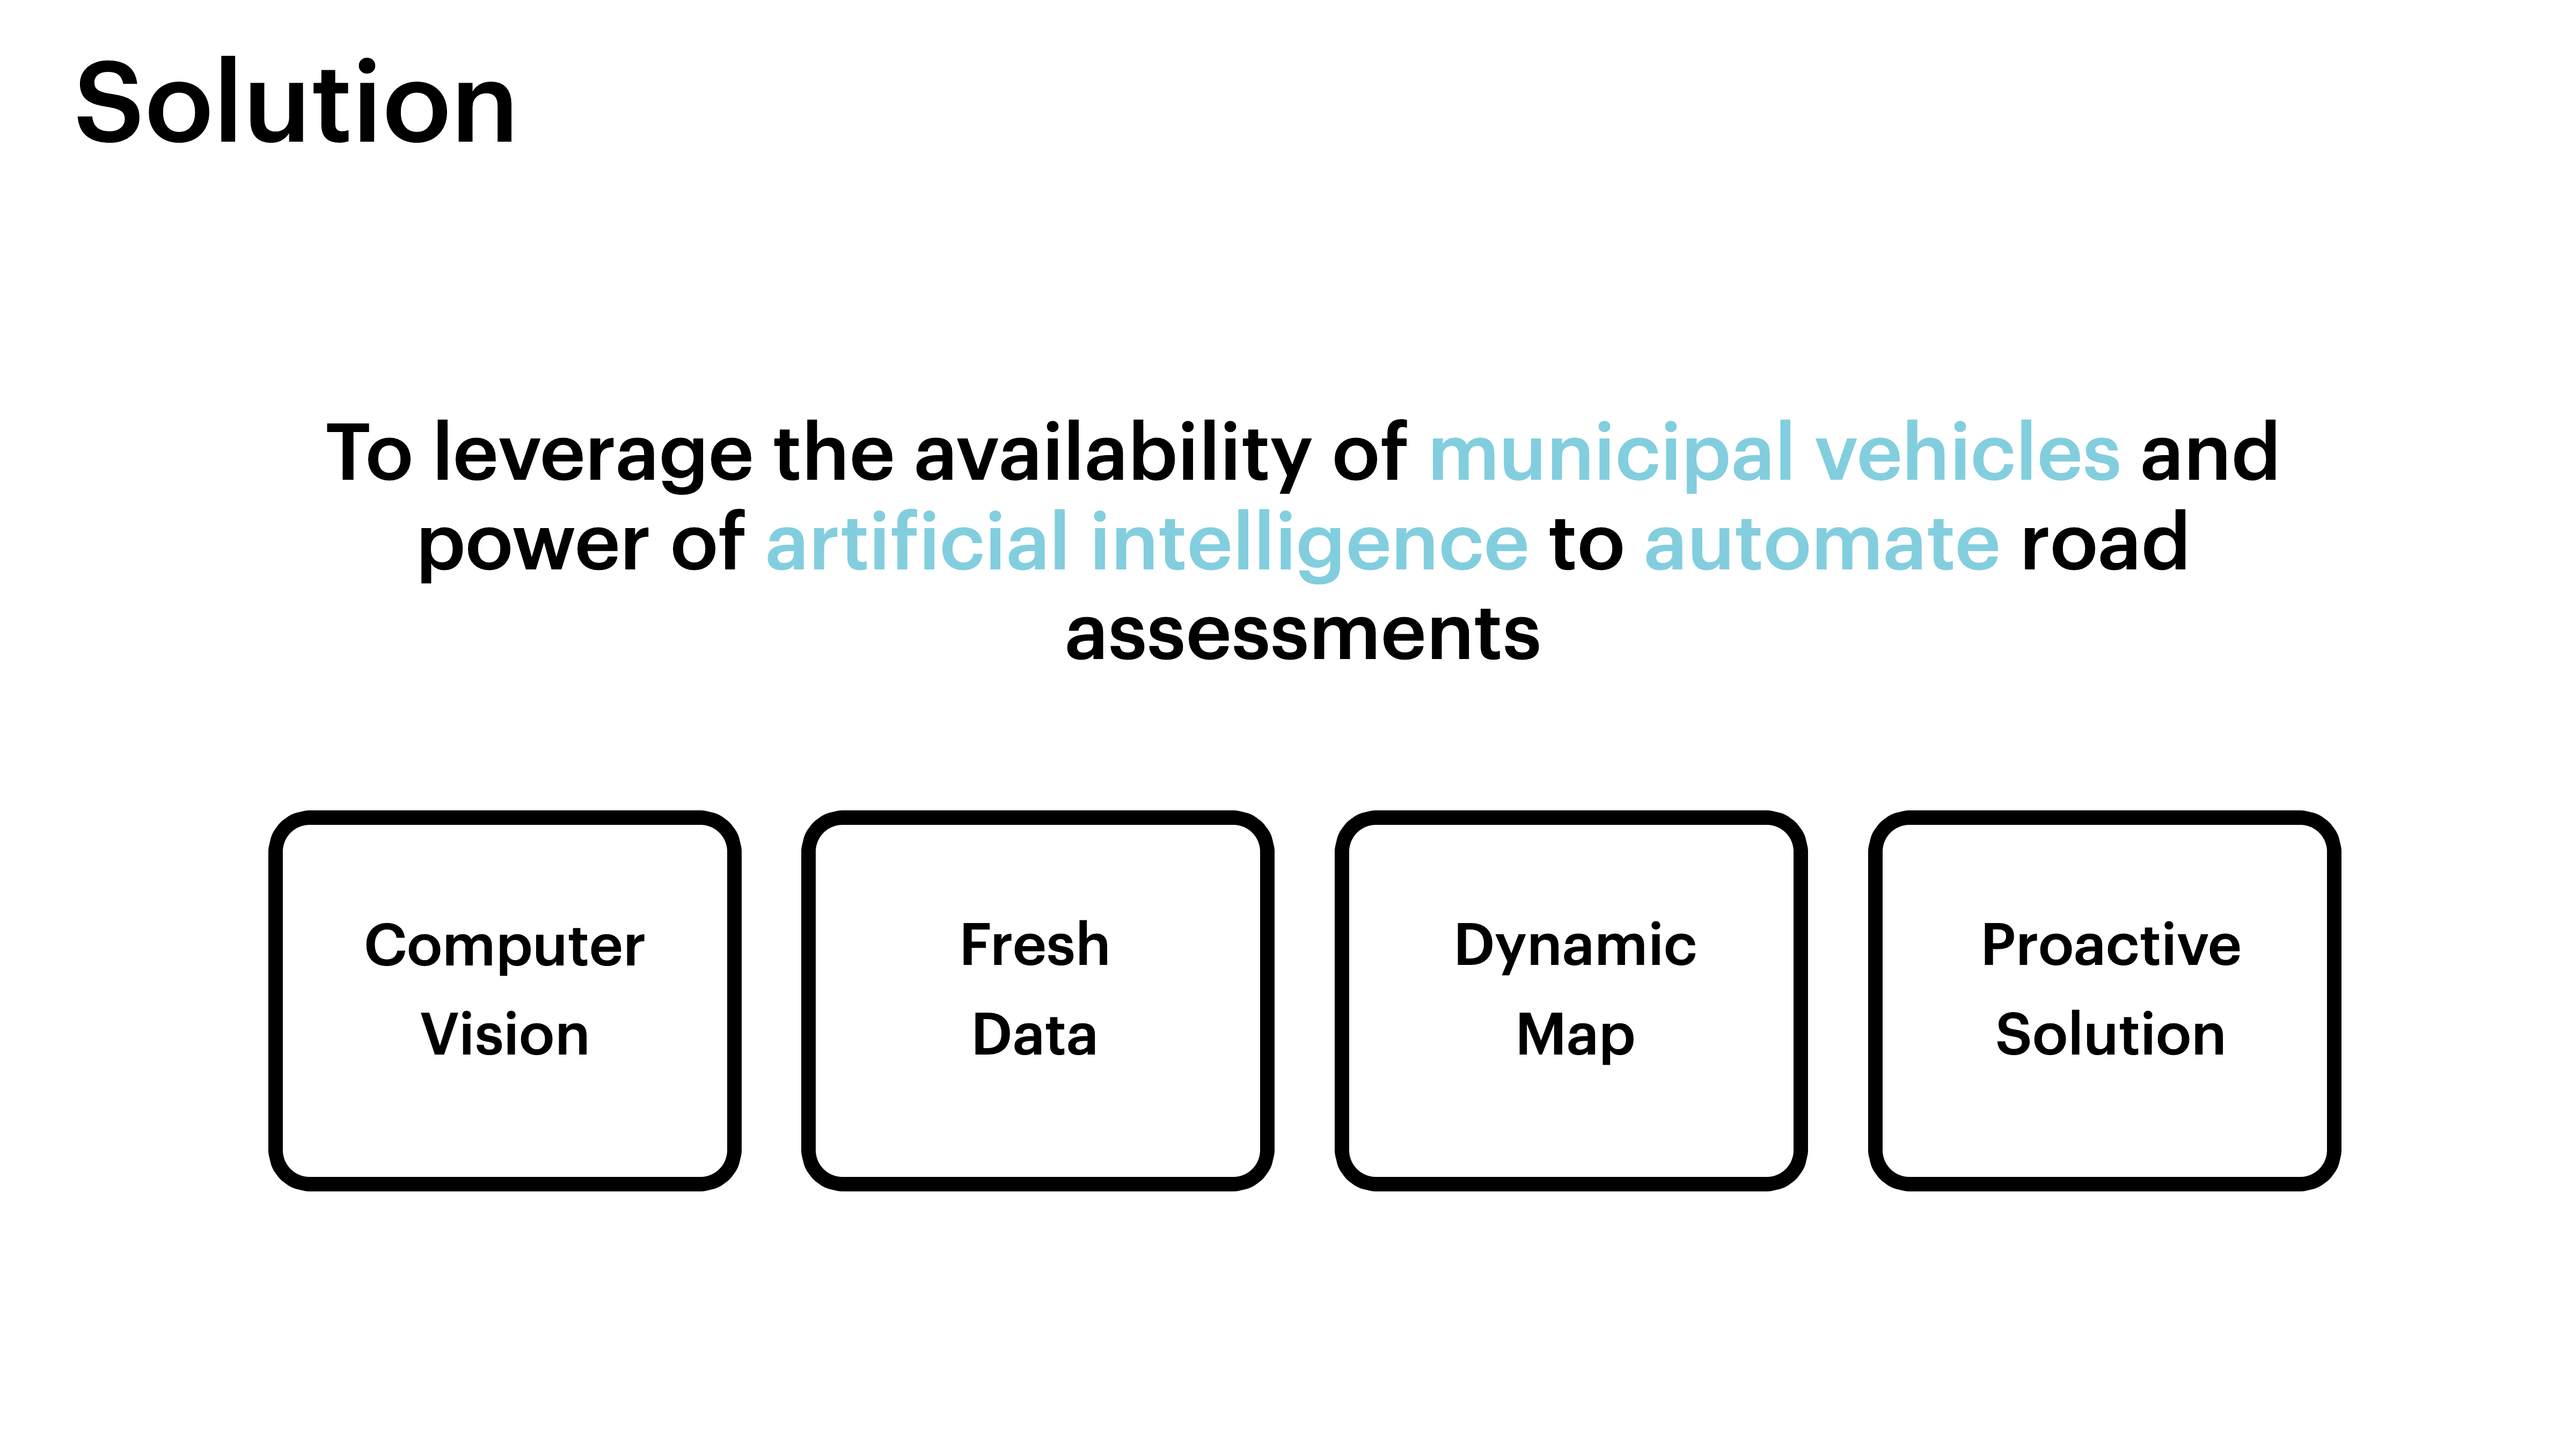 Solution
To leverage the availability of municipal vehicles and
power of artificial intelligence to automate road
assessments
Computer
Vision
Fresh
Data
Dynamic
Map
Proactive
Solution